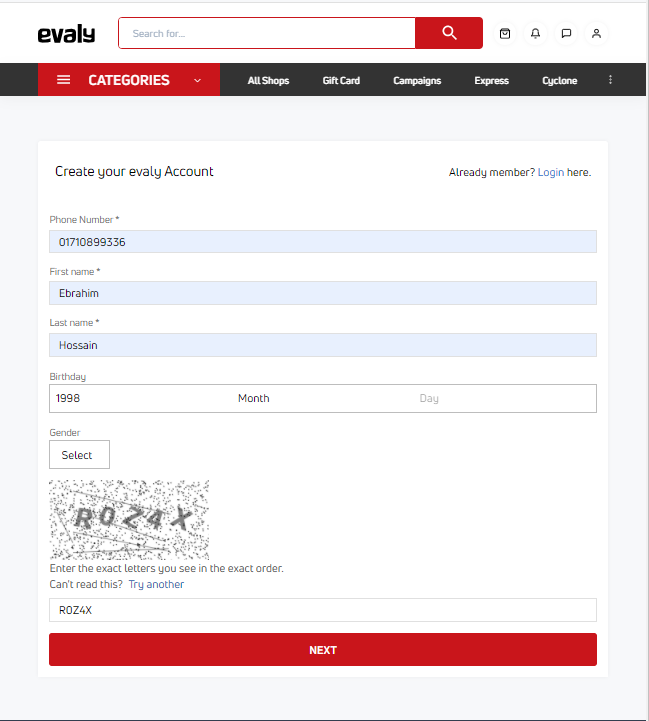 evaly
Search for...
CATEGORIES All Shops Gift Card Campaigns Express Cyclone
Create your evaly Account
Already member? Login here.
Phone Number *
01710899336
First name *
Ebrahim
Last name *
Hossain
Birthday
1998 Month Day
Gender
Select
R0Z4X
Enter the exact letters you see in the exact order.
Can't read this? Try another
R0Z4X
NEXT